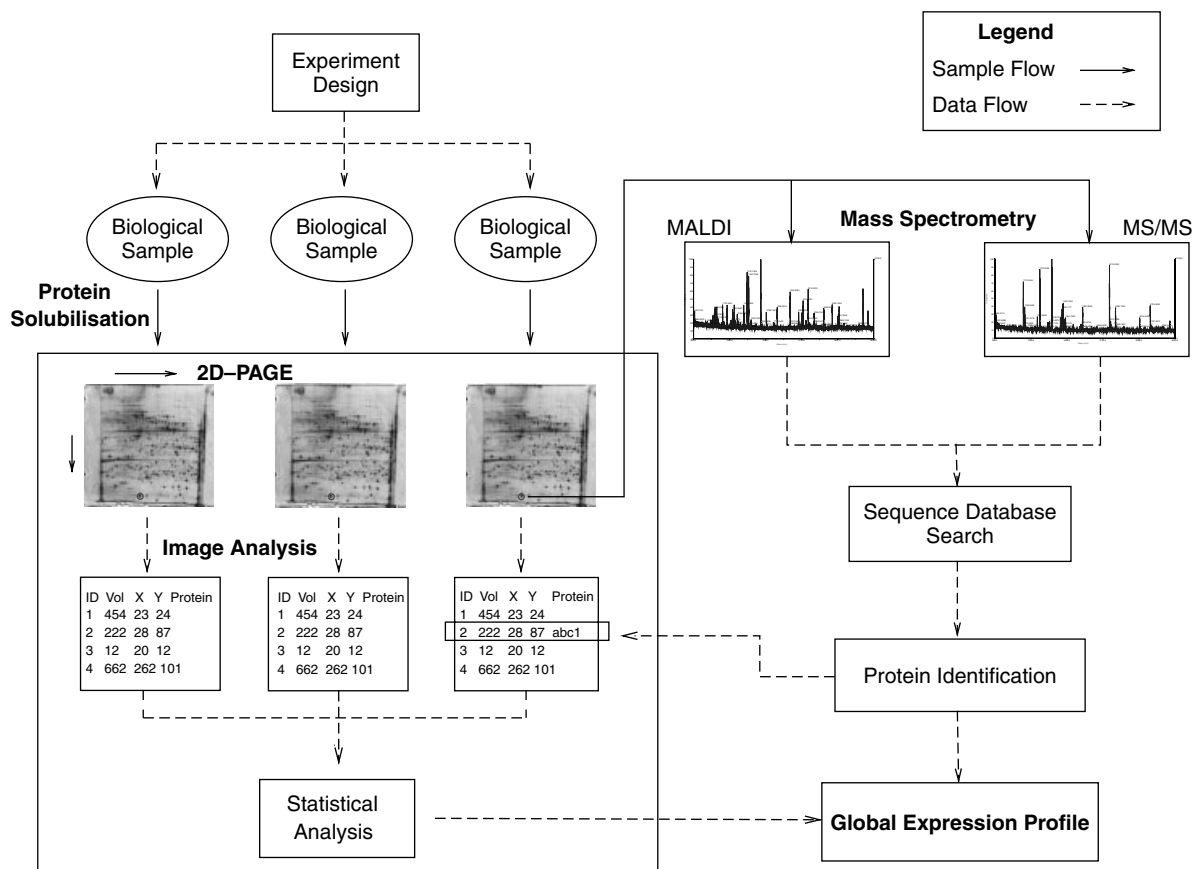 Experiment
Design
Legend
Sample Flow
Data Flow
Biological
Sample
Biological
Sample
Biological
Sample
Protein
Solubilisation
Mass Spectrometry
MALDI
MS/MS
2D–PAGE
Image Analysis
ID Vol X Y Protein
1 454 23 24
2 222 28 87
3 12 20 12
4 662 262 101
ID Vol X Y Protein
1 454 23 24
2 222 28 87
3 12 20 12
4 662 262 101
ID Vol X Y Protein
1 454 23 24
2 222 28 87 abc1
3 12 20 12
4 662 262 101
Sequence Database
Search
Protein Identification
Statistical
Analysis
Global Expression Profile